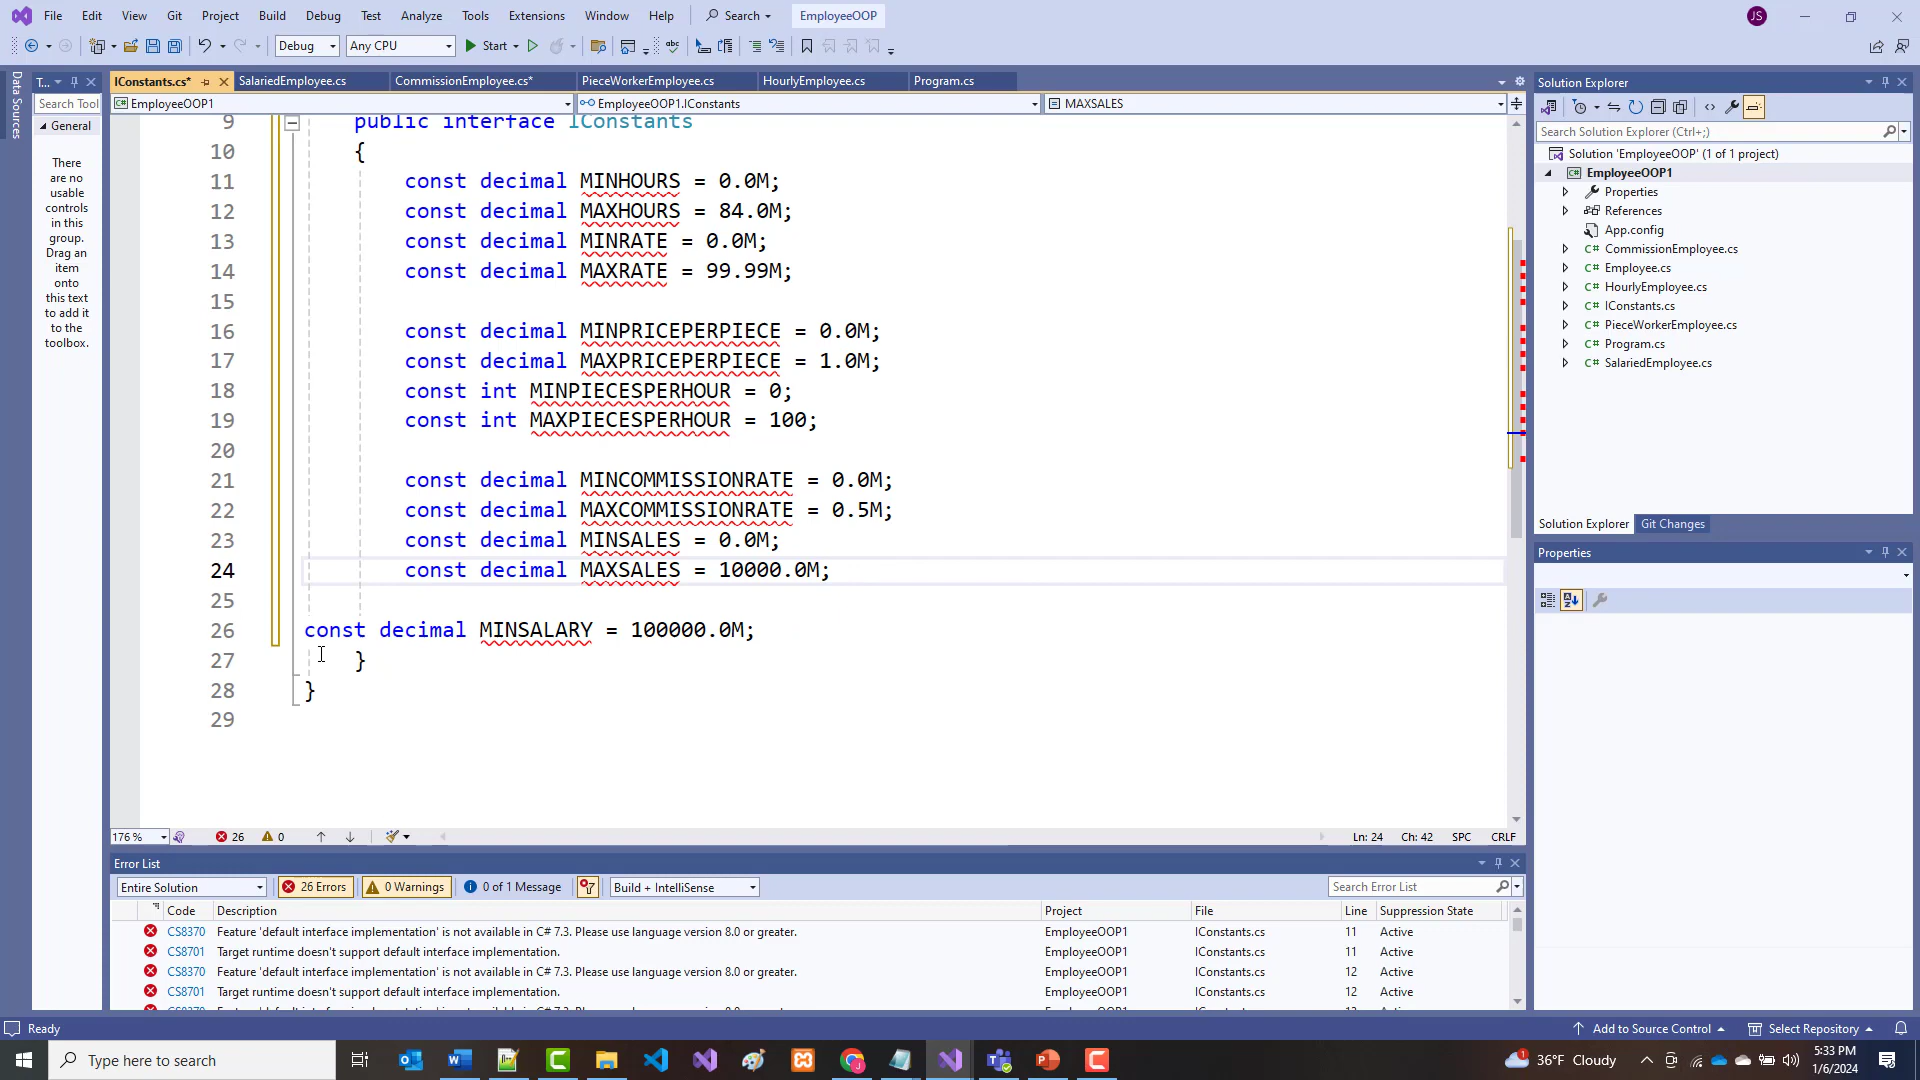 File Edit View Git Project Build Debug Test Analyze Tools Extensions Window Help Search EmployeeOOP JS
Debug Any CPU Start
Data Sources
T...
Search Tool
General
There
are no
usable
controls
in this
group.
Drag an
item
onto
this text
to add it
to the
toolbox.
IConstants.cs* SalariedEmployee.cs CommissionEmployee.cs* PieceWorkerEmployee.cs HourlyEmployee.cs Program.cs
EmployeeOOP1 EmployeeOOP1.IConstants MAXSALES
9 public interface IConstants
10 {
11 const decimal MINHOURS = 0.0M;
12 const decimal MAXHOURS = 84.0M;
13 const decimal MINRATE = 0.0M;
14 const decimal MAXRATE = 99.99M;
15
16 const decimal MINPRICEPERPIECE = 0.0M;
17 const decimal MAXPRICEPERPIECE = 1.0M;
18 const int MINPIECESPERHOUR = 0;
19 const int MAXPIECESPERHOUR = 100;
20
21 const decimal MINCOMMISSIONRATE = 0.0M;
22 const decimal MAXCOMMISSIONRATE = 0.5M;
23 const decimal MINSALES = 0.0M;
24 const decimal MAXSALES = 10000.0M;
25
26 const decimal MINSALARY = 100000.0M;
27 }
28 }
29
176 % 26 0 Ln: 24 Ch: 42 SPC CRLF
Error List
Entire Solution 26 Errors 0 Warnings 0 of 1 Message Build + IntelliSense Search Error List
Code Description Project File Line Suppression State
CS8370 Feature 'default interface implementation' is not available in C# 7.3. Please use language version 8.0 or greater. EmployeeOOP1 IConstants.cs 11 Active
CS8701 Target runtime doesn't support default interface implementation. EmployeeOOP1 IConstants.cs 11 Active
CS8370 Feature 'default interface implementation' is not available in C# 7.3. Please use language version 8.0 or greater. EmployeeOOP1 IConstants.cs 12 Active
CS8701 Target runtime doesn't support default interface implementation. EmployeeOOP1 IConstants.cs 12 Active
Solution Explorer
Search Solution Explorer (Ctrl+;)
Solution 'EmployeeOOP' (1 of 1 project)
EmployeeOOP1
Properties
References
App.config
C# CommissionEmployee.cs
C# Employee.cs
C# HourlyEmployee.cs
C# IConstants.cs
C# PieceWorkerEmployee.cs
C# Program.cs
C# SalariedEmployee.cs
Solution Explorer Git Changes
Properties
Ready Add to Source Control Select Repository
Type here to search 36°F Cloudy 5:33 PM
1/6/2024